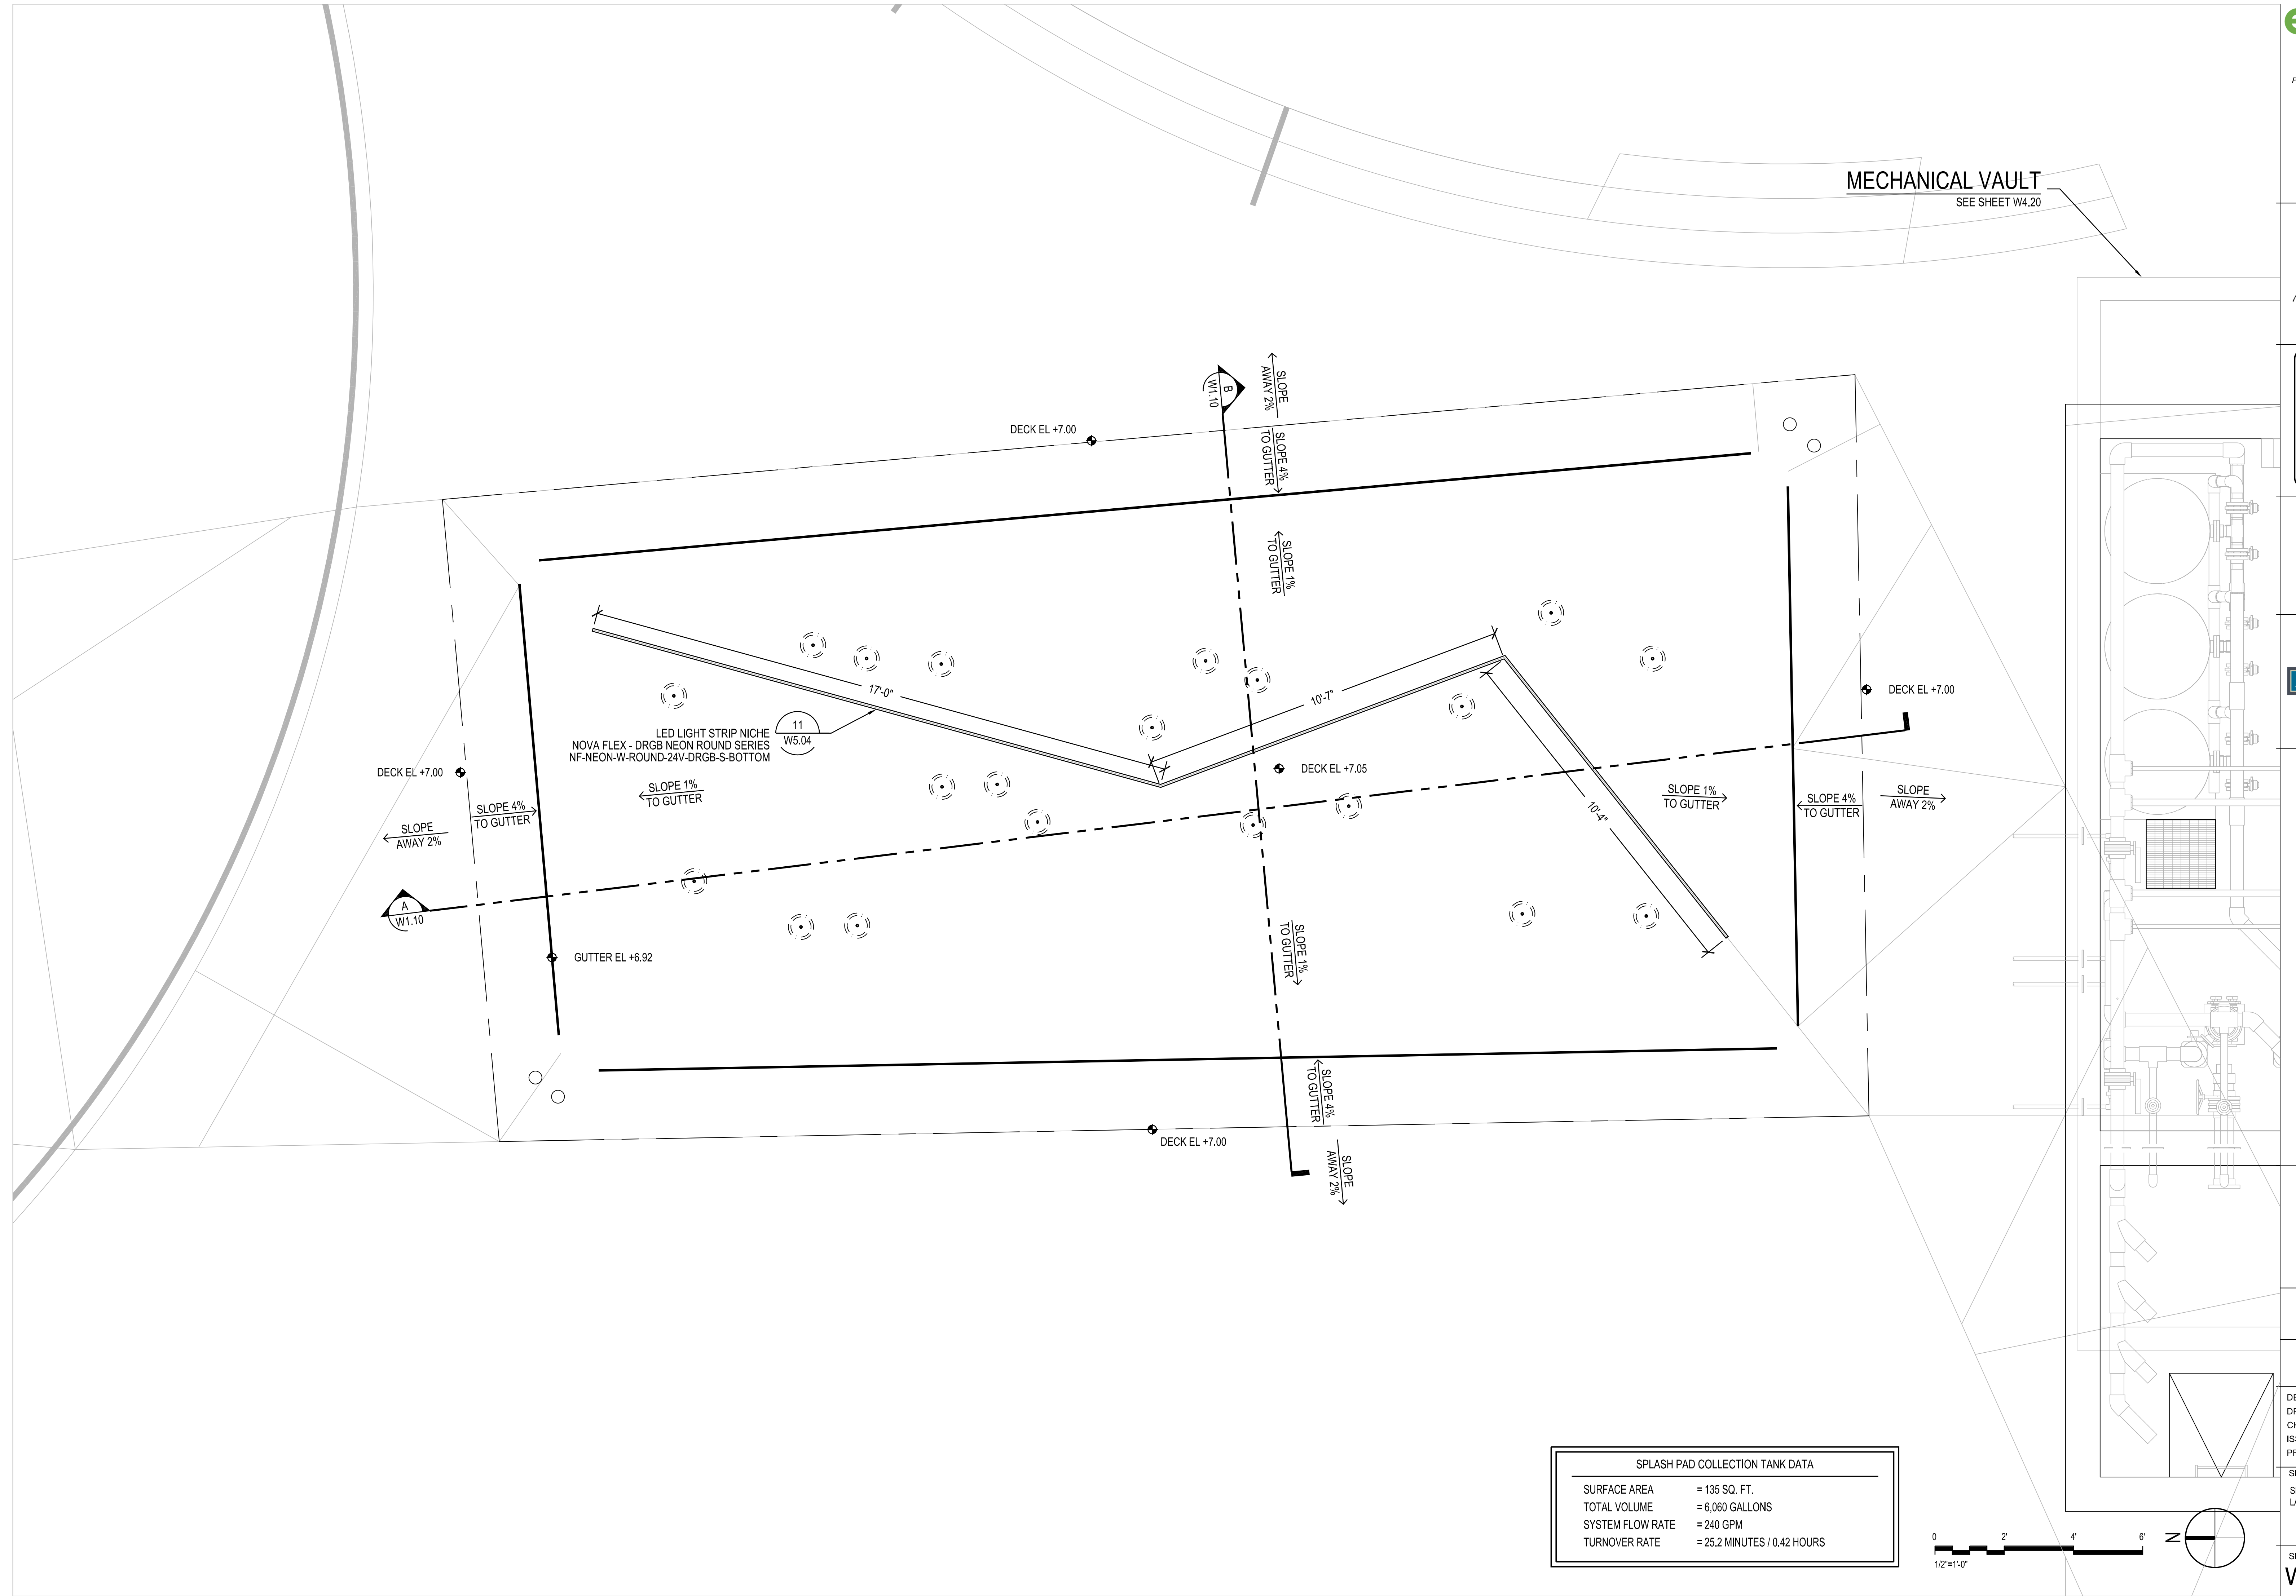 MECHANICAL VAULT
SEE SHEET W4.20
B
W1.10
SLOPE
AWAY 2%
DECK EL +7.00
SLOPE 4%
TO GUTTER
SLOPE 1%
TO GUTTER
17'-0"
10'-7"
DECK EL +7.00
11
W5.04
LED LIGHT STRIP NICHE
NOVA FLEX - DRGB NEON ROUND SERIES
NF-NEON-W-ROUND-24V-DRGB-S-BOTTOM
DECK EL +7.00
DECK EL +7.05
SLOPE 1%
TO GUTTER
SLOPE 4%
TO GUTTER
SLOPE
AWAY 2%
10'-4"
SLOPE 1%
TO GUTTER
SLOPE 4%
TO GUTTER
SLOPE
AWAY 2%
A
W1.10
GUTTER EL +6.92
SLOPE 1%
TO GUTTER
SLOPE 4%
TO GUTTER
DECK EL +7.00
SLOPE
AWAY 2%
SPLASH PAD COLLECTION TANK DATA
SURFACE AREA = 135 SQ. FT.
TOTAL VOLUME = 6,060 GALLONS
SYSTEM FLOW RATE = 240 GPM
TURNOVER RATE = 25.2 MINUTES / 0.42 HOURS
0 2' 4' 6'
1/2"=1'-0"
N